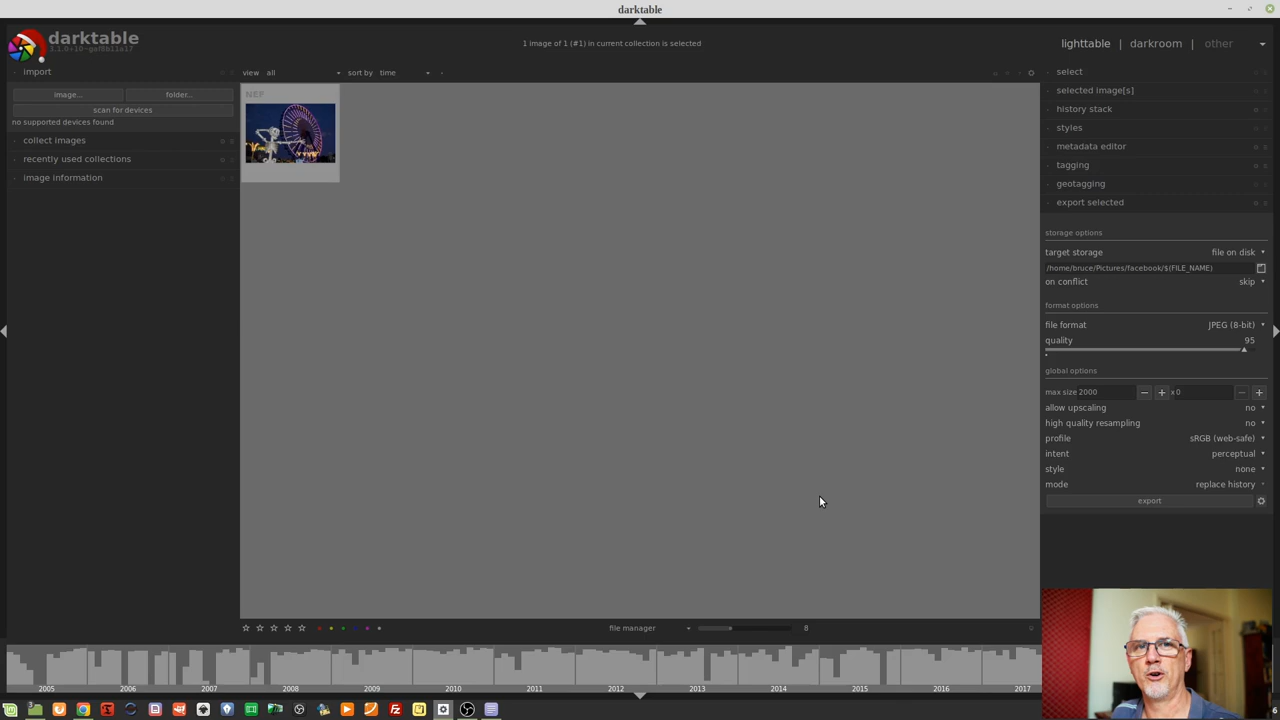 darktable
darktable
3.1.0+10~gaf8b11a17
1 image of 1 (#1) in current collection is selected
lighttable | darkroom | other
import
image...
folder...
scan for devices
no supported devices found
collect images
recently used collections
image information
view all
sort by time
NEF
select
selected image[s]
history stack
styles
metadata editor
tagging
geotagging
export selected
storage options
target storage file on disk
/home/bruce/Pictures/facebook/$(FILE_NAME)
on conflict skip
format options
file format JPEG (8-bit)
quality 95
global options
max size 2000 x 0
allow upscaling no
high quality resampling no
profile sRGB (web-safe)
intent perceptual
style none
mode replace history
export
file manager 8
2005 2006 2007 2008 2009 2010 2011 2012 2013 2014 2015 2016 2017